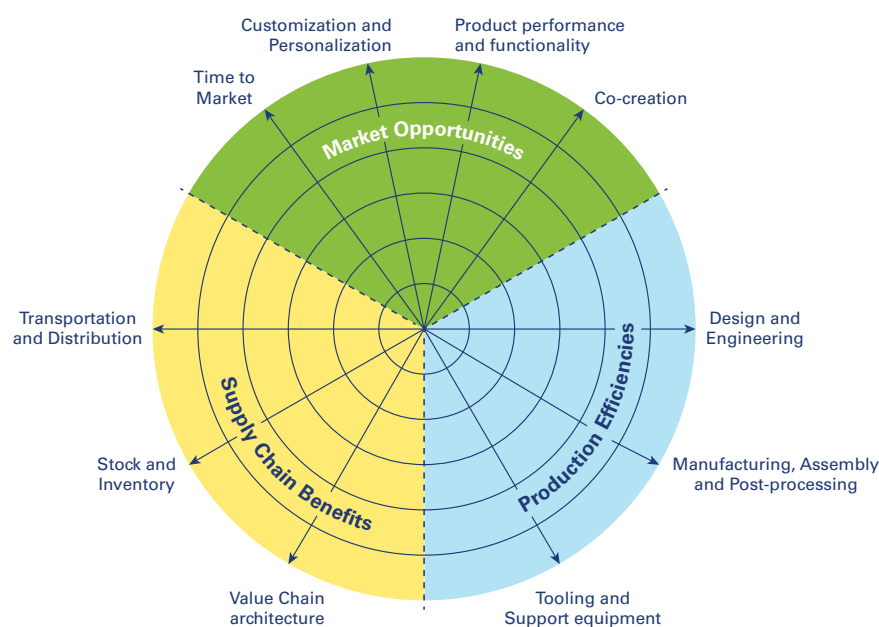 Customization and
Personalization
Product performance
and functionality
Time to
Market
Co-creation
Market Opportunities
Transportation
and Distribution
Design and
Engineering
Supply Chain Benefits
Production Efficiencies
Stock and
Inventory
Manufacturing, Assembly
and Post-processing
Value Chain
architecture
Tooling and
Support equipment